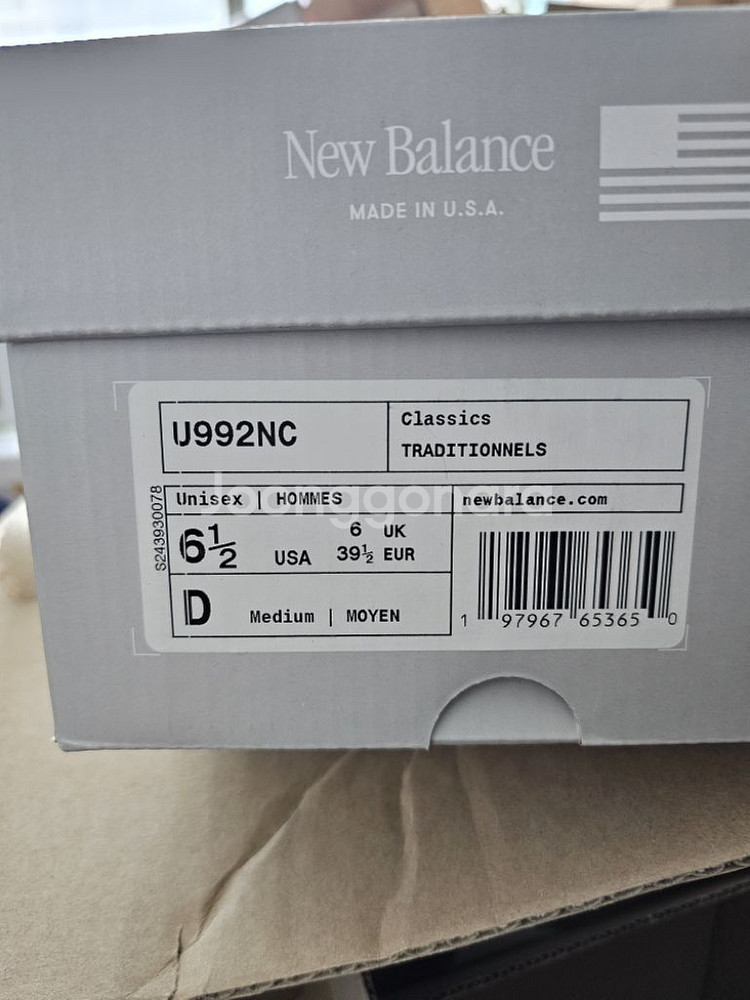 New Balance
MADE IN U.S.A.
U992NC
Classics
TRADITIONNELS
S243930078
Unisex | HOMMES
newbalance.com
6½ USA
6 UK
39½ EUR
D Medium | MOYEN
1 97967 65365 0
Joonggonara